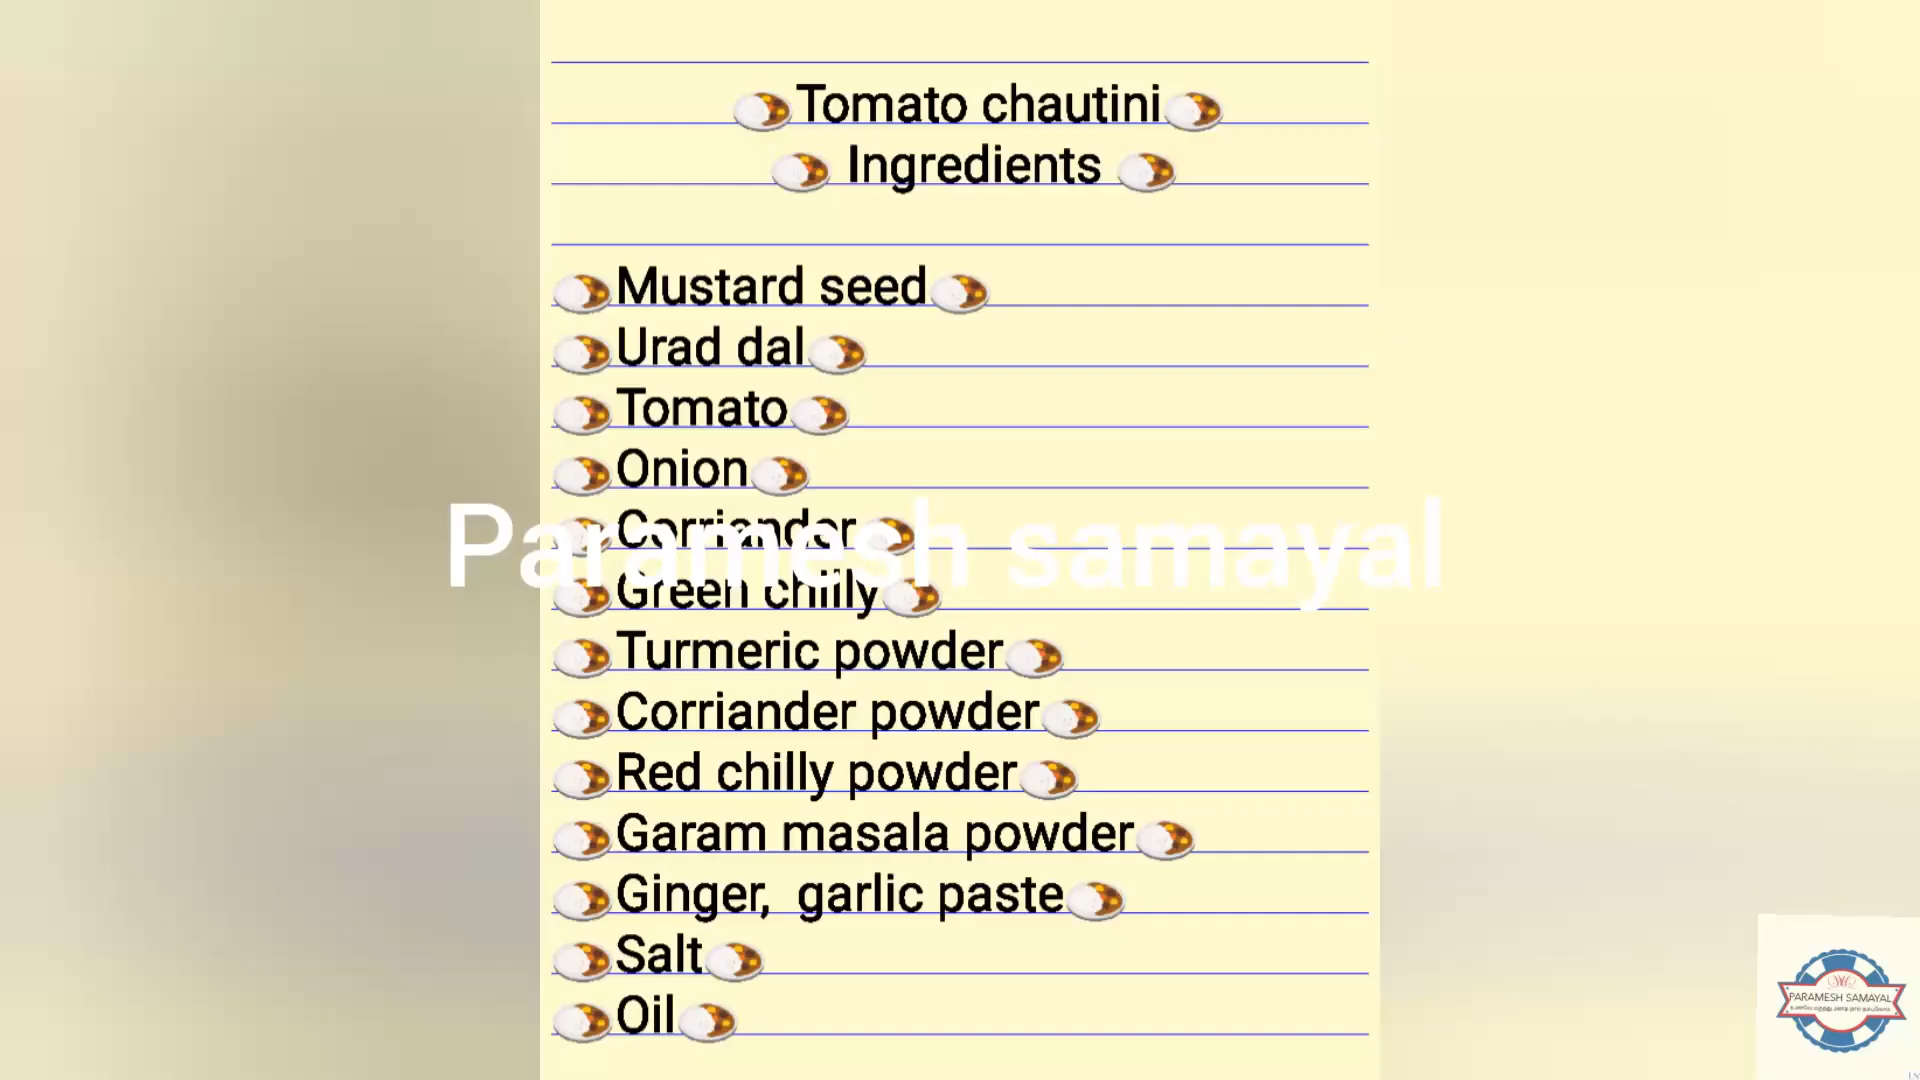 🍛Tomato chautini🍛
🍛 Ingredients 🍛
🍛Mustard seed🍛
🍛Urad dal🍛
🍛Tomato🍛
🍛Onion🍛
🍛Corriander🍛
Paramesh samayal
🍛Green chilly🍛
🍛Turmeric powder🍛
🍛Corriander powder🍛
🍛Red chilly powder🍛
🍛Garam masala powder🍛
🍛Ginger,  garlic paste🍛
🍛Salt🍛
🍛Oil🍛
PARAMESH SAMAYAL